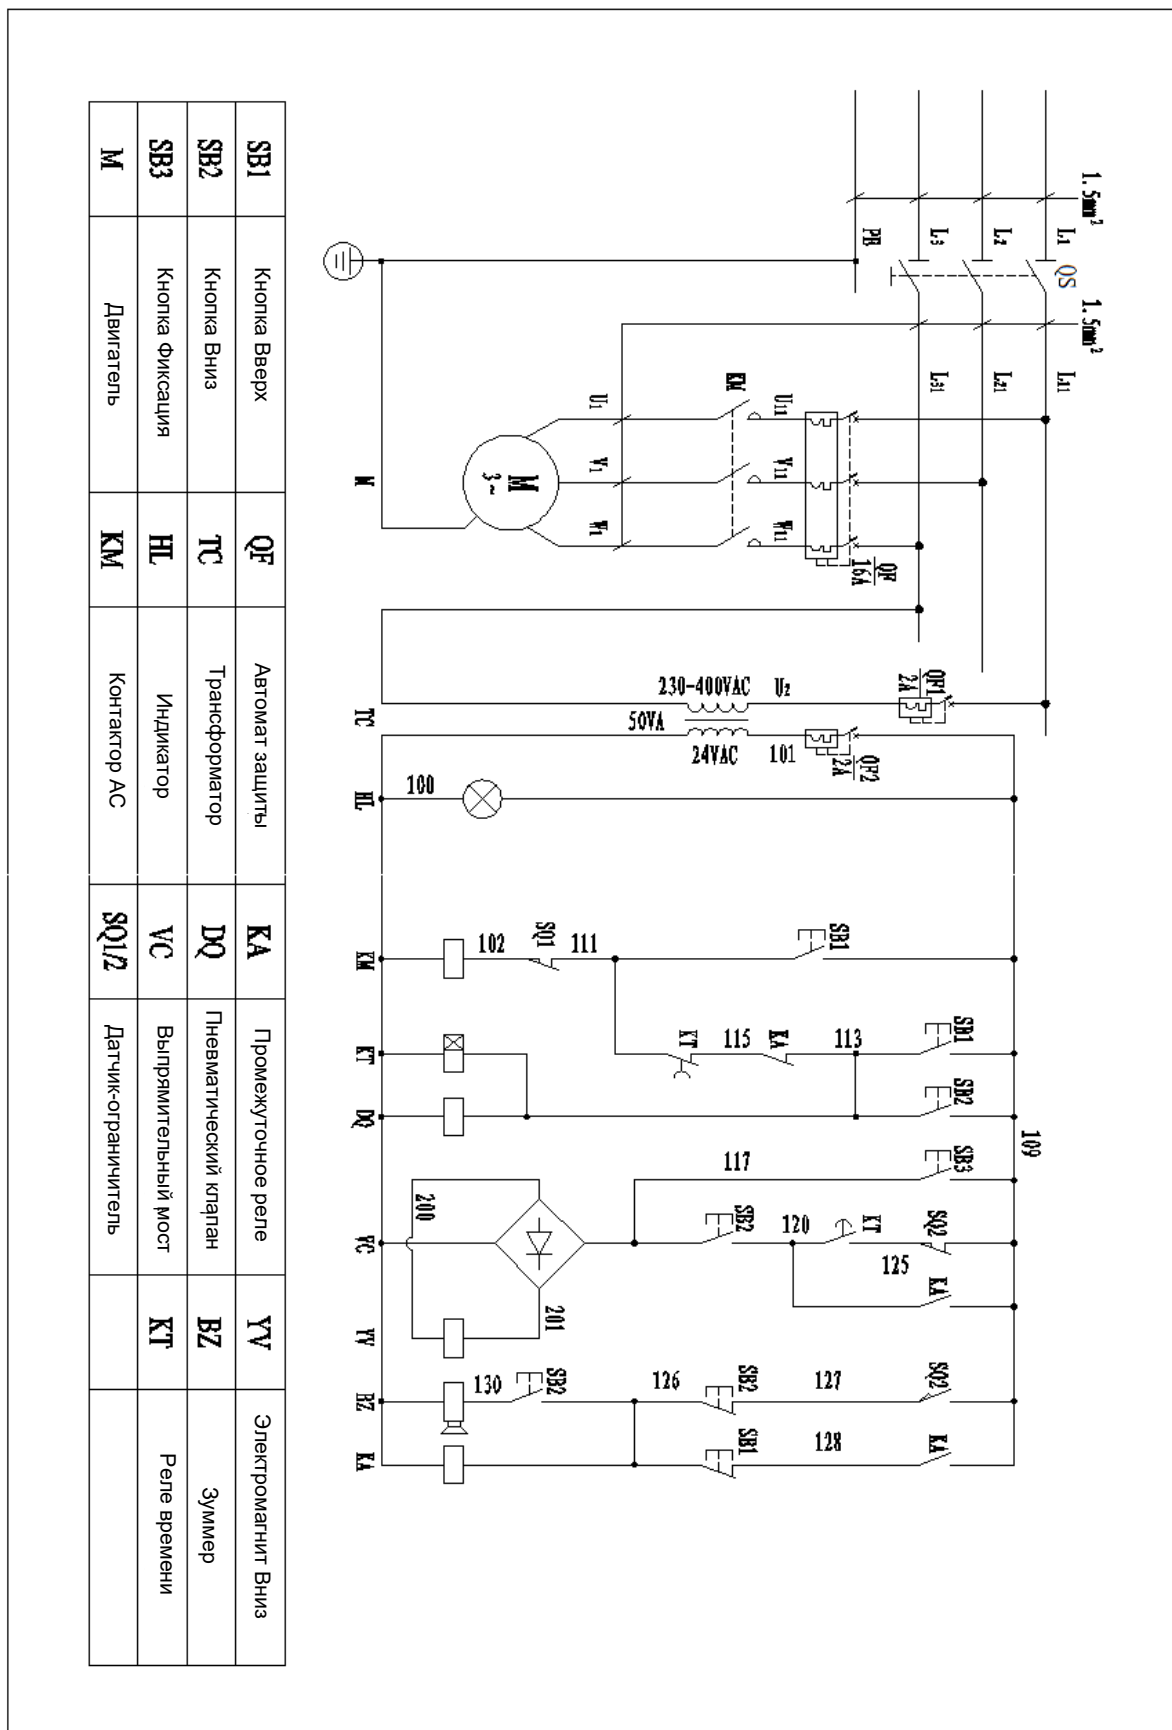 1.5mm²
1.5mm²
L1
L2
L3
PE
QS
L11
L21
L31
U11
V11
W11
QF
16A
KM
U1
V1
W1
M
3~
M
QF1
2A
U2
230-400VAC
50VA
24VAC
101
QF2
2A
TC
100
HL
109
SB1
111
SQ1
102
KM
SB1
113
KA
115
KT
KT
SB2
DQ
SB3
117
SQ2
125
KT
120
SB2
KA
200
201
VC
YV
SQ2
127
SB2
126
SB2
130
BZ
KA
128
SB1
KA
SB1 Кнопка Вверх QF Автомат защиты KA Промежуточное реле YV Электромагнит Вниз
SB2 Кнопка Вниз TC Трансформатор DQ Пневматический клапан BZ Зуммер
SB3 Кнопка Фиксация HL Индикатор VC Выпрямительный мост KT Реле времени
M Двигатель KM Контактор АС SQ1/2 Датчик-ограничитель